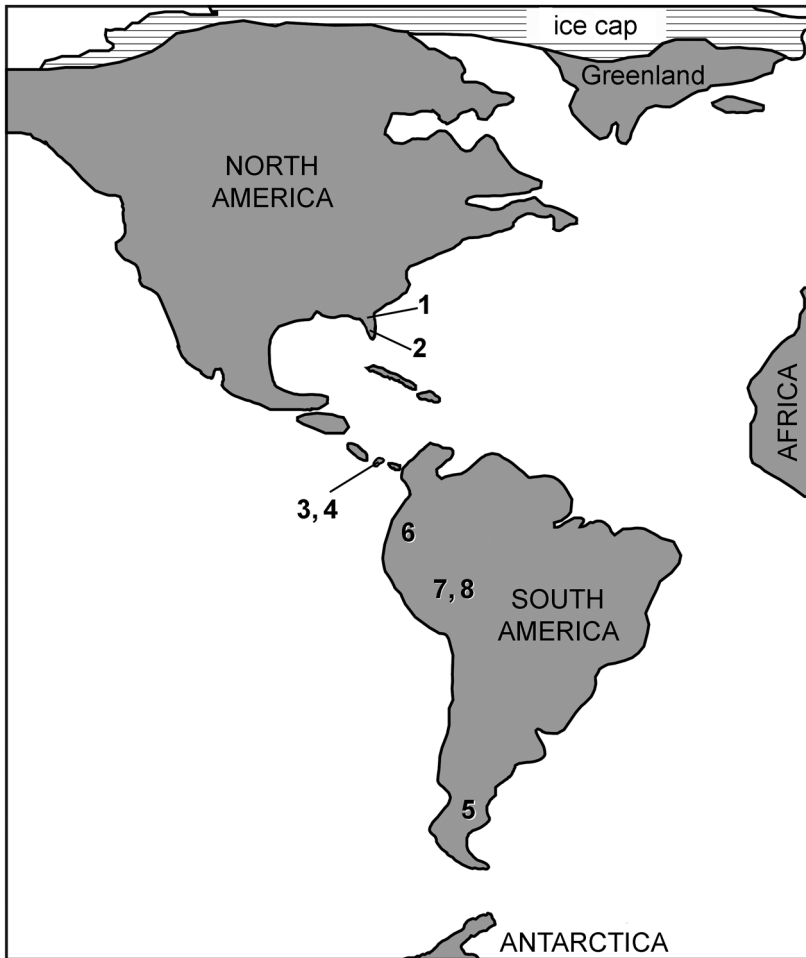 ice cap
Greenland
NORTH
AMERICA
1
2
AFRICA
3, 4
6
7, 8
SOUTH
AMERICA
5
ANTARCTICA